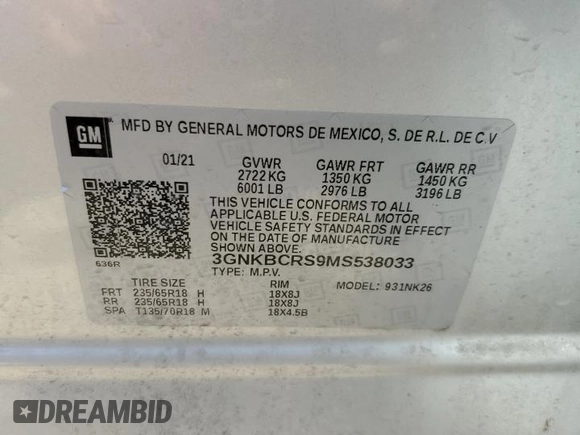 GM
MFD BY GENERAL MOTORS DE MEXICO, S. DE R.L. DE C.V
01/21 GVWR GAWR FRT GAWR RR
2722 KG 1350 KG 1450 KG
6001 LB 2976 LB 3196 LB
THIS VEHICLE CONFORMS TO ALL
APPLICABLE U.S. FEDERAL MOTOR
VEHICLE SAFETY STANDARDS IN EFFECT
ON THE DATE OF MANUFACTURE
SHOWN ABOVE.
636R 3GNKBCRS9MS538033
TYPE: M.P.V.
TIRE SIZE RIM MODEL: 931NK26
FRT 235/65R18 H 18X8J
RR 235/65R18 H 18X8J
SPA T135/70R18 M 18X4.5B
DREAMBID